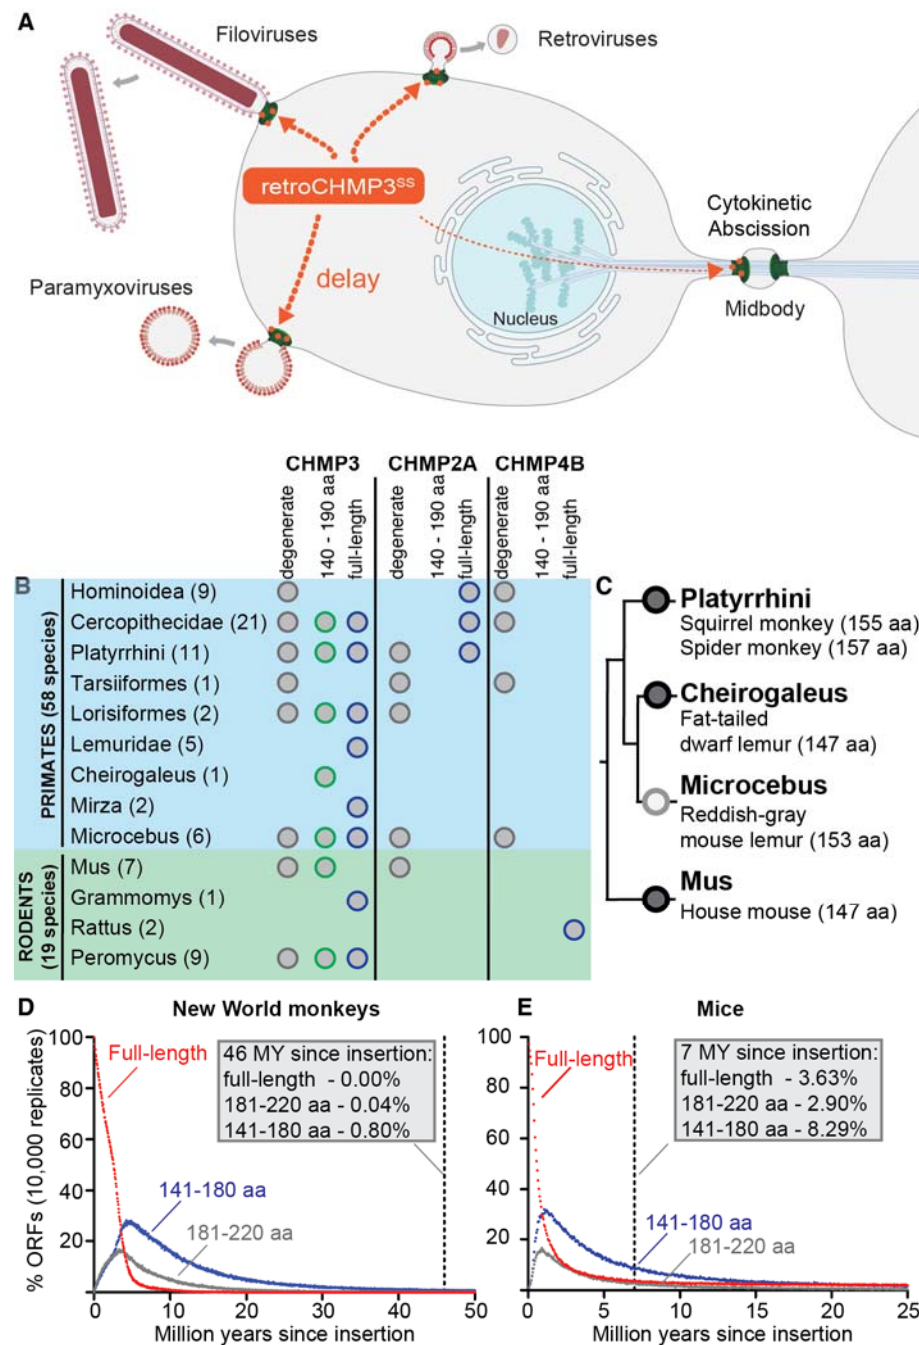 A
Filoviruses
Retroviruses
retroCHMP3SS
Cytokinetic
Abscission
delay
Paramyxoviruses
Nucleus
Midbody
CHMP3 CHMP2A CHMP4B
degenerate 140 - 190 aa full-length degenerate 140 - 190 aa full-length degenerate 140 - 190 aa full-length
B
PRIMATES (58 species)
Hominoidea (9)
Cercopithecidae (21)
Platyrrhini (11)
Tarsiiformes (1)
Lorisiformes (2)
Lemuridae (5)
Cheirogaleus (1)
Mirza (2)
Microcebus (6)
RODENTS
(19 species)
Mus (7)
Grammomys (1)
Rattus (2)
Peromycus (9)
C
Platyrrhini
Squirrel monkey (155 aa)
Spider monkey (157 aa)
Cheirogaleus
Fat-tailed
dwarf lemur (147 aa)
Microcebus
Reddish-gray
mouse lemur (153 aa)
Mus
House mouse (147 aa)
D New World monkeys
% ORFs (10,000 replicates)
100
80
60
40
20
Full-length
46 MY since insertion:
full-length - 0.00%
181-220 aa - 0.04%
141-180 aa - 0.80%
141-180 aa
181-220 aa
0 10 20 30 40 50
Million years since insertion
E Mice
100
80
60
40
20
Full-length
7 MY since insertion:
full-length - 3.63%
181-220 aa - 2.90%
141-180 aa - 8.29%
141-180 aa
181-220 aa
0 5 10 15 20 25
Million years since insertion